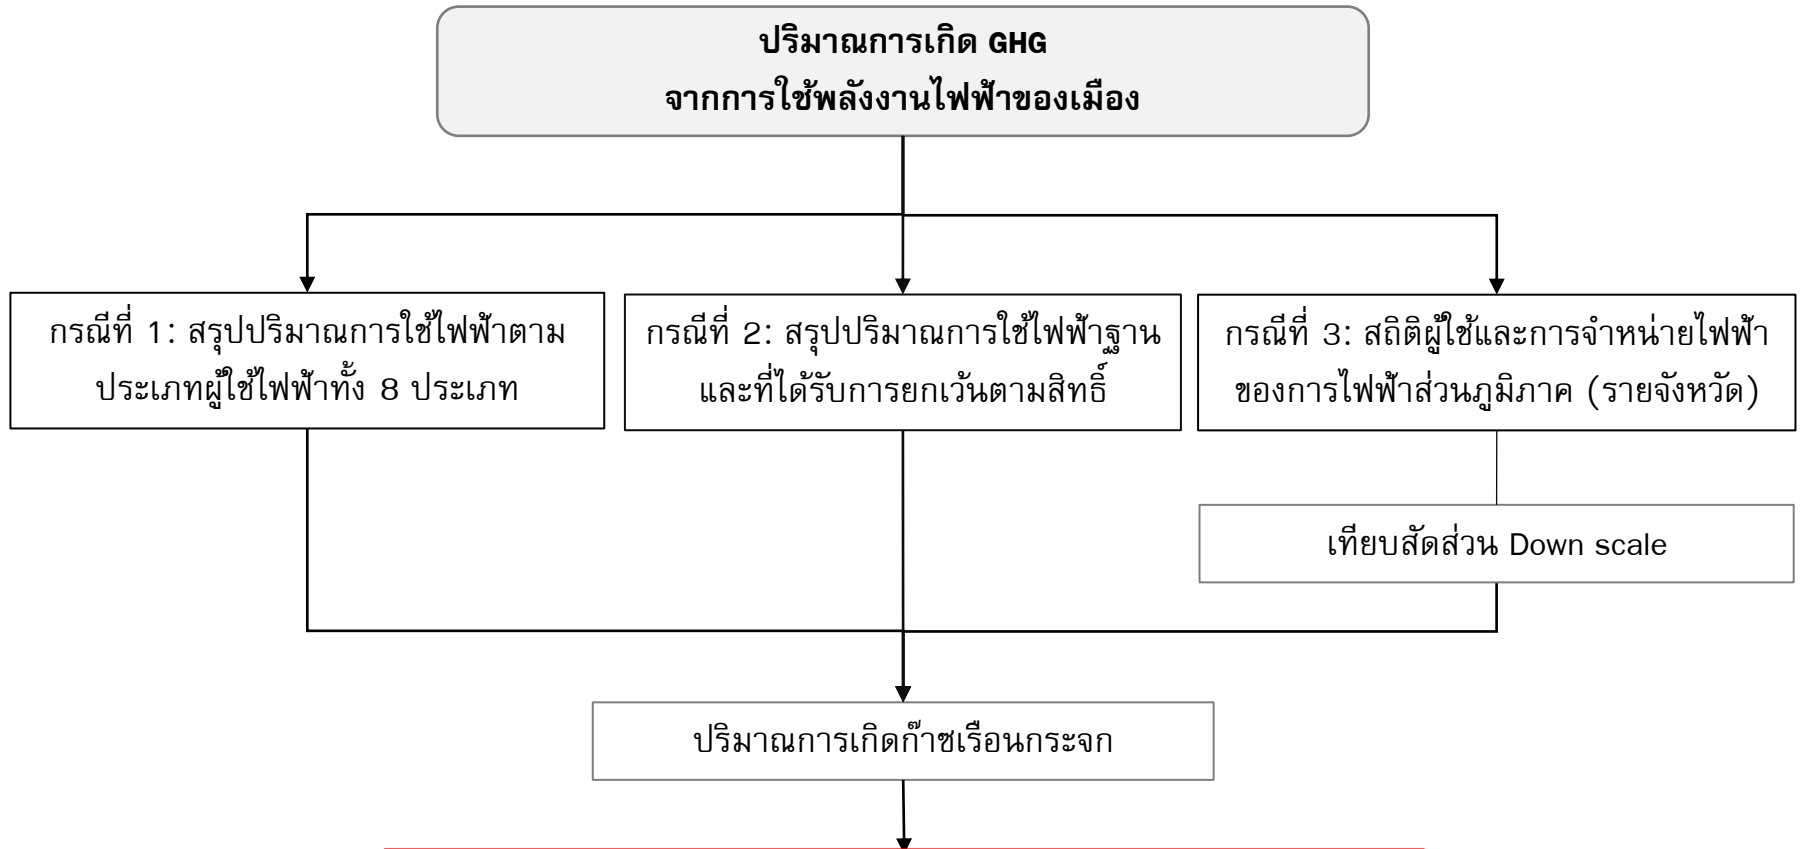 ปริมาณการเกิด GHG
จากการใช้พลังงานไฟฟ้าของเมือง
กรณีที่ 1: สรุปปริมาณการใช้ไฟฟ้าตาม
ประเภทผู้ใช้ไฟฟ้าทั้ง 8 ประเภท
กรณีที่ 2: สรุปปริมาณการใช้ไฟฟ้าฐาน
และที่ได้รับการยกเว้นตามสิทธิ์
กรณีที่ 3: สถิติผู้ใช้และการจำหน่ายไฟฟ้า
ของการไฟฟ้าส่วนภูมิภาค (รายจังหวัด)
เทียบสัดส่วน Down scale
ปริมาณการเกิดก๊าซเรือนกระจก